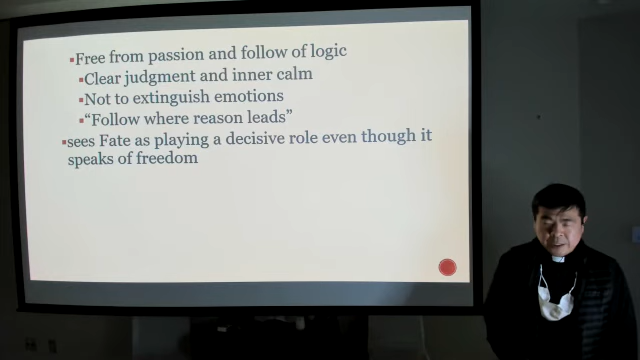 ▪Free from passion and follow of logic
▪Clear judgment and inner calm
▪Not to extinguish emotions
▪“Follow where reason leads”
▪sees Fate as playing a decisive role even though it
speaks of freedom